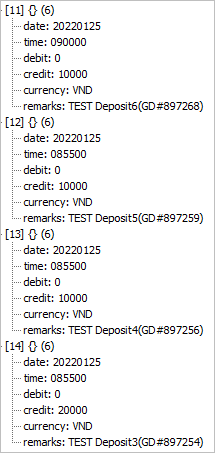 [11] {} (6)
date: 20220125
time: 090000
debit: 0
credit: 10000
currency: VND
remarks: TEST Deposit6(GD#897268)
[12] {} (6)
date: 20220125
time: 085500
debit: 0
credit: 10000
currency: VND
remarks: TEST Deposit5(GD#897259)
[13] {} (6)
date: 20220125
time: 085500
debit: 0
credit: 10000
currency: VND
remarks: TEST Deposit4(GD#897256)
[14] {} (6)
date: 20220125
time: 085500
debit: 0
credit: 20000
currency: VND
remarks: TEST Deposit3(GD#897254)